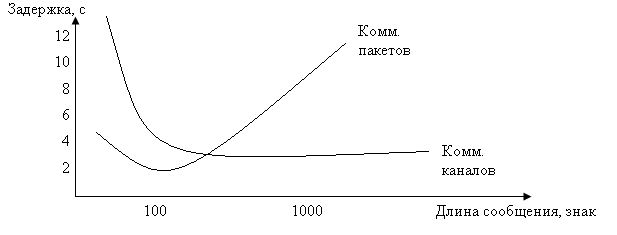 Задержка, с
12
10
8
6
4
2
Комм.
пакетов
Комм.
каналов
100
1000
Длина сообщения, знак